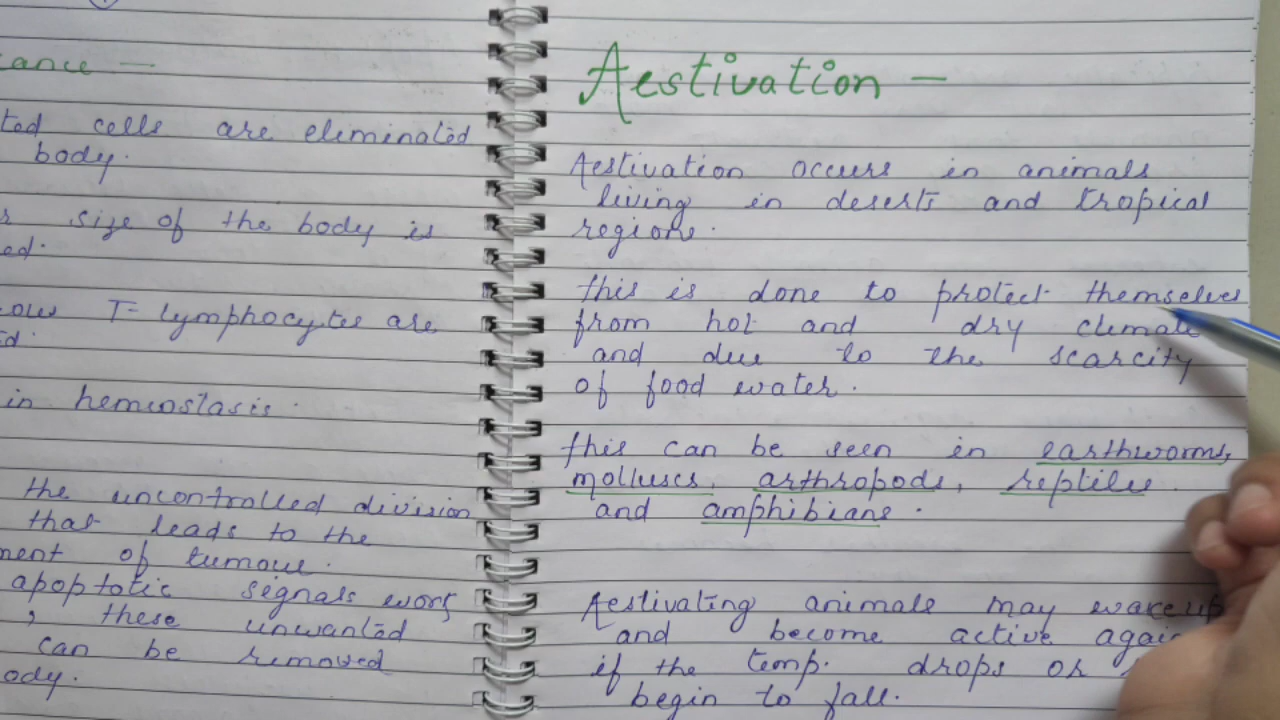 cance —
ted cells are eliminated
body.
size of the body is
ed.
ows T- lymphocytes are
d.
in hemostasis.
the uncontrolled division
that leads to the
ment of tumour.
apoptotic signals work
, these unwanted
can be removed
ody.
Aestivation —
Aestivation occurs in animals
living in deserts and tropical
regions.
this is done to protect themselves
from hot and dry climate
and due to the scarcity
of food water.
this can be seen in earthworms,
molluscs, arthropods, reptiles
and amphibians.
Aestivating animals may wake up
and become active again
if the temp. drops or
begin to fall.